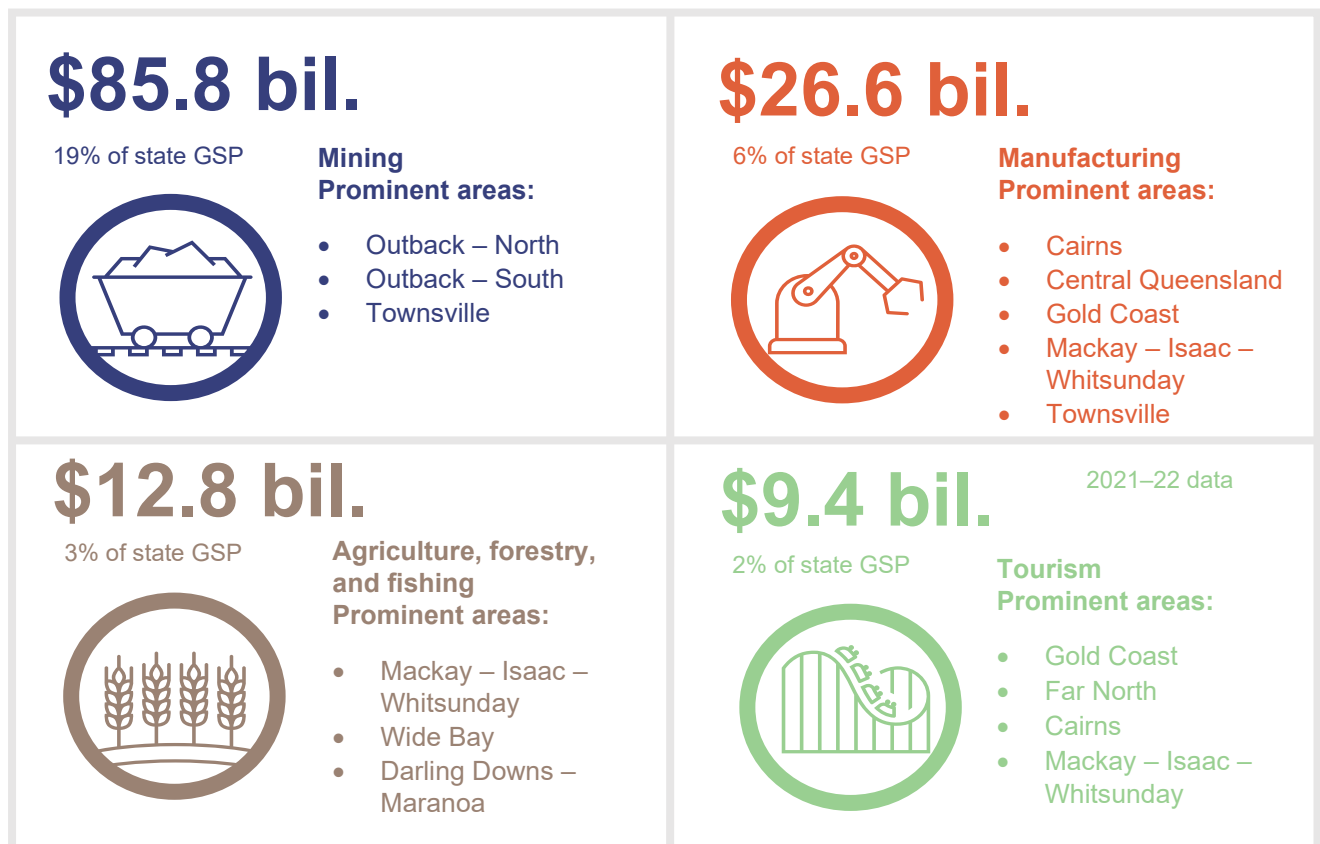 $85.8 bil.
19% of state GSP
Mining
Prominent areas:
• Outback – North
• Outback – South
• Townsville
$26.6 bil.
6% of state GSP
Manufacturing
Prominent areas:
• Cairns
• Central Queensland
• Gold Coast
• Mackay – Isaac –
Whitsunday
• Townsville
$12.8 bil.
3% of state GSP
Agriculture, forestry,
and fishing
Prominent areas:
• Mackay – Isaac –
Whitsunday
• Wide Bay
• Darling Downs –
Maranoa
$9.4 bil.
2021–22 data
2% of state GSP
Tourism
Prominent areas:
• Gold Coast
• Far North
• Cairns
• Mackay – Isaac –
Whitsunday